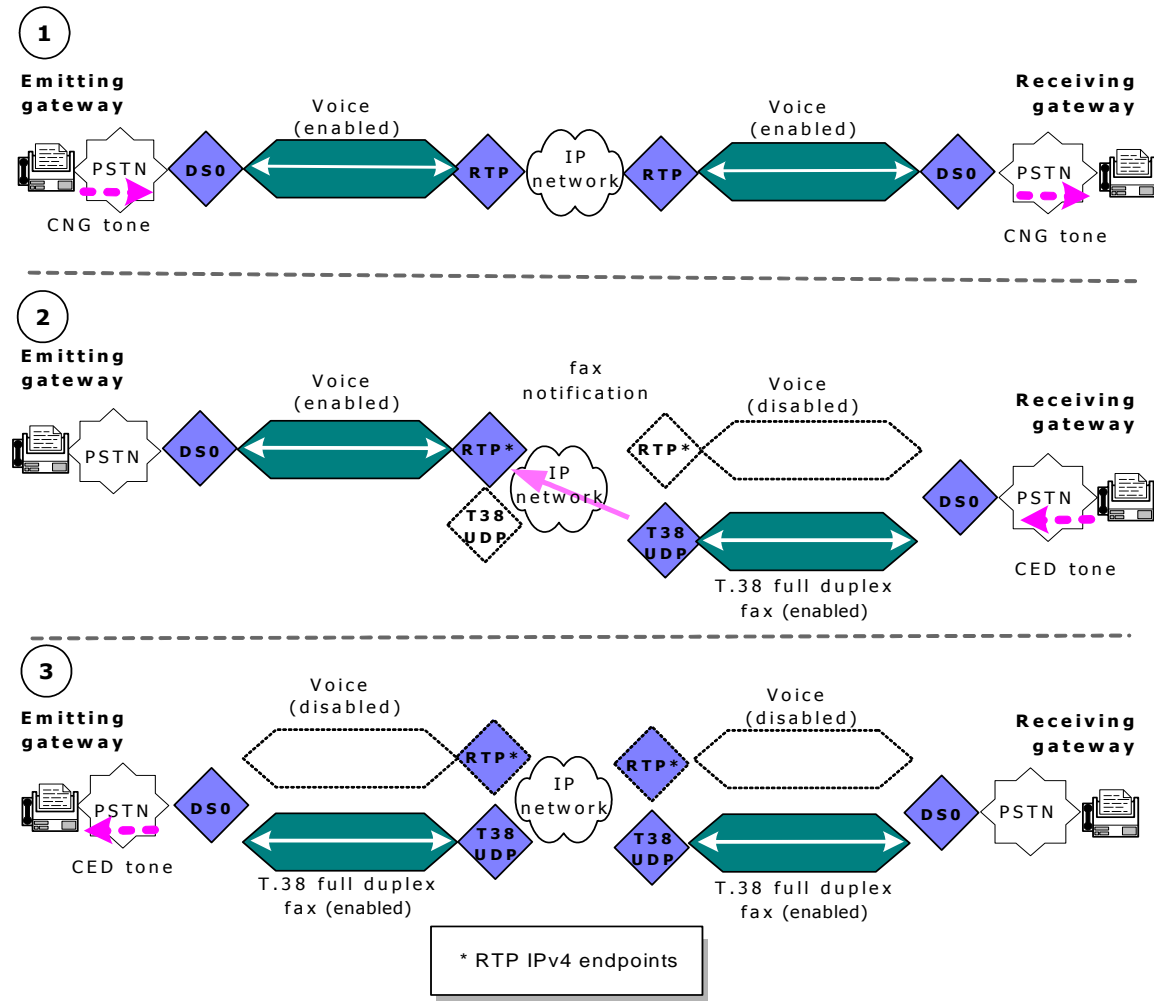 1
Emitting
gateway
Receiving
gateway
Voice
(enabled)
Voice
(enabled)
PSTN
DS0
RTP
IP
network
RTP
DS0
PSTN
CNG tone
CNG tone
2
Emitting
gateway
fax
notification
Voice
(enabled)
Voice
(disabled)
Receiving
gateway
PSTN
DS0
RTP*
IP
network
RTP*
T38
UDP
T38
UDP
DS0
PSTN
CED tone
T.38 full duplex
fax (enabled)
3
Emitting
gateway
Voice
(disabled)
Voice
(disabled)
Receiving
gateway
RTP*
IP
network
RTP*
PSTN
DS0
DS0
PSTN
T38
UDP
T38
UDP
CED tone
T.38 full duplex
fax (enabled)
T.38 full duplex
fax (enabled)
* RTP IPv4 endpoints